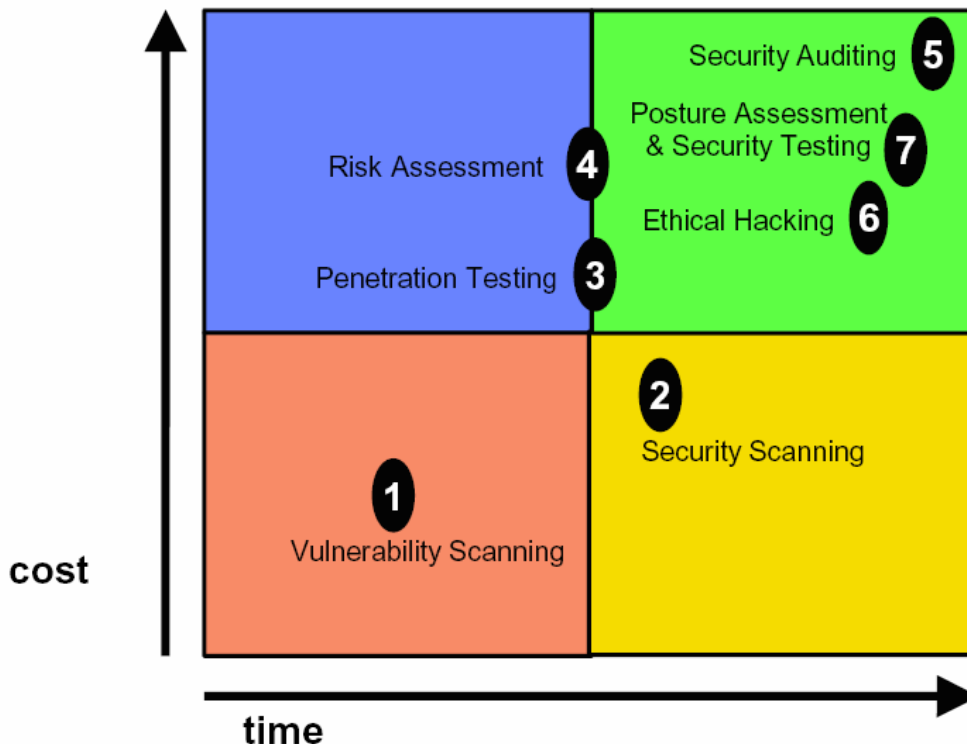 Security Auditing 5
Posture Assessment
& Security Testing 7
Risk Assessment 4
Ethical Hacking 6
Penetration Testing 3
2
Security Scanning
1
Vulnerability Scanning
cost
time